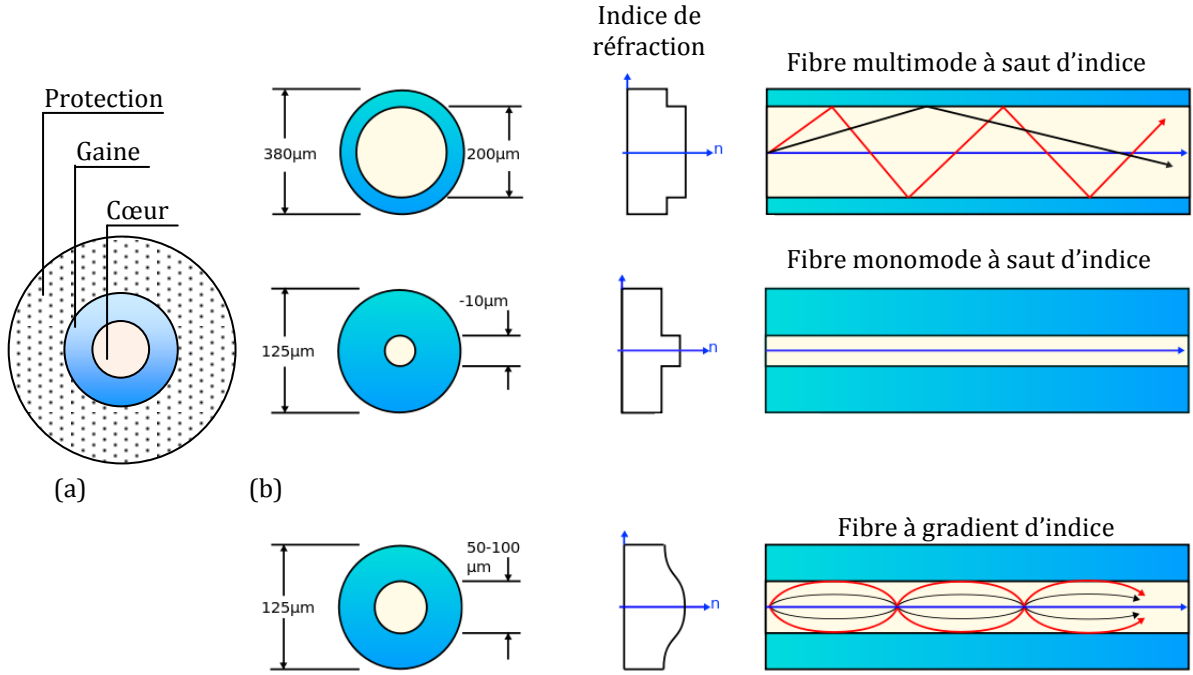 Indice de
réfraction
Fibre multimode à saut d’indice
Protection
Gaine
Cœur
380µm
200µm
n
Fibre monomode à saut d’indice
-10µm
125µm
n
(a)
(b)
Fibre à gradient d’indice
50-100
µm
125µm
n